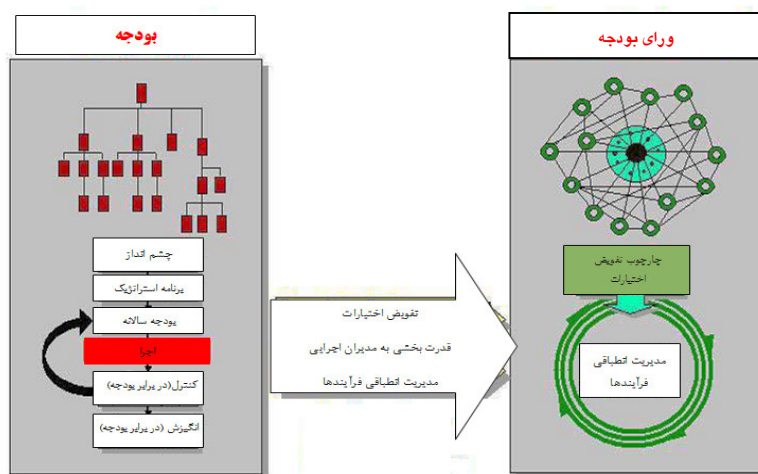 بودجه
ورای بودجه
چشم انداز
برنامه استراتژیک
بودجه سالانه
اجرا
کنترل(در برابر بودجه)
انگیزش (در برابر بودجه)
تفویض اختیارات
قدرت بخشی به مدیران اجرایی
مدیریت انطباقی فرآیندها
چارچوب تفویض
اختیارات
مدیریت انطباقی
فرآیندها